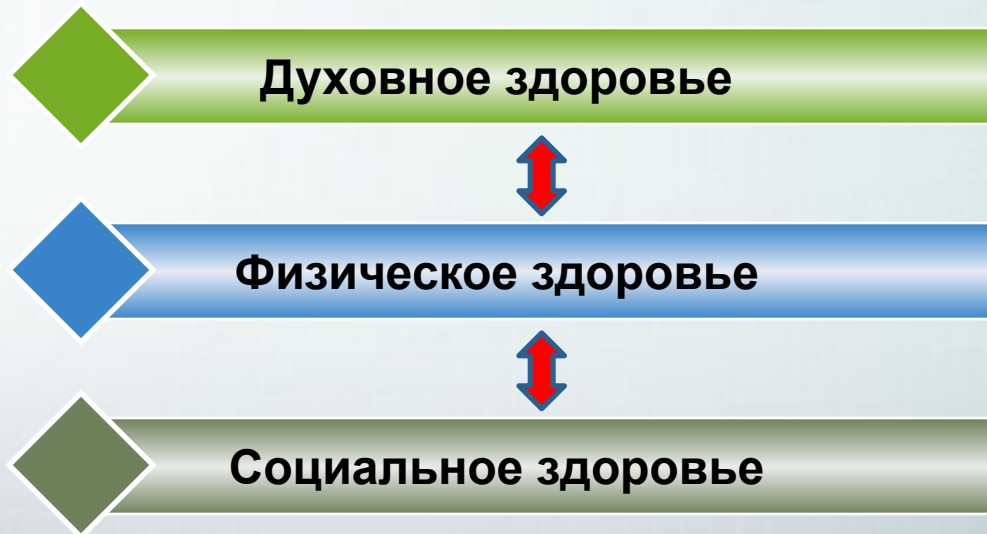 Духовное здоровье
Физическое здоровье
Социальное здоровье